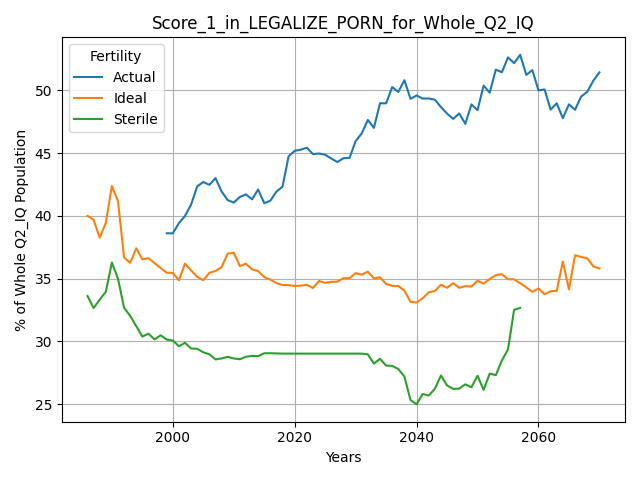 Score_1_in_LEGALIZE_PORN_for_Whole_Q2_IQ
Fertility
Actual
Ideal
Sterile
% of Whole Q2_IQ Population
50
45
40
35
30
25
2000
2020
2040
2060
Years